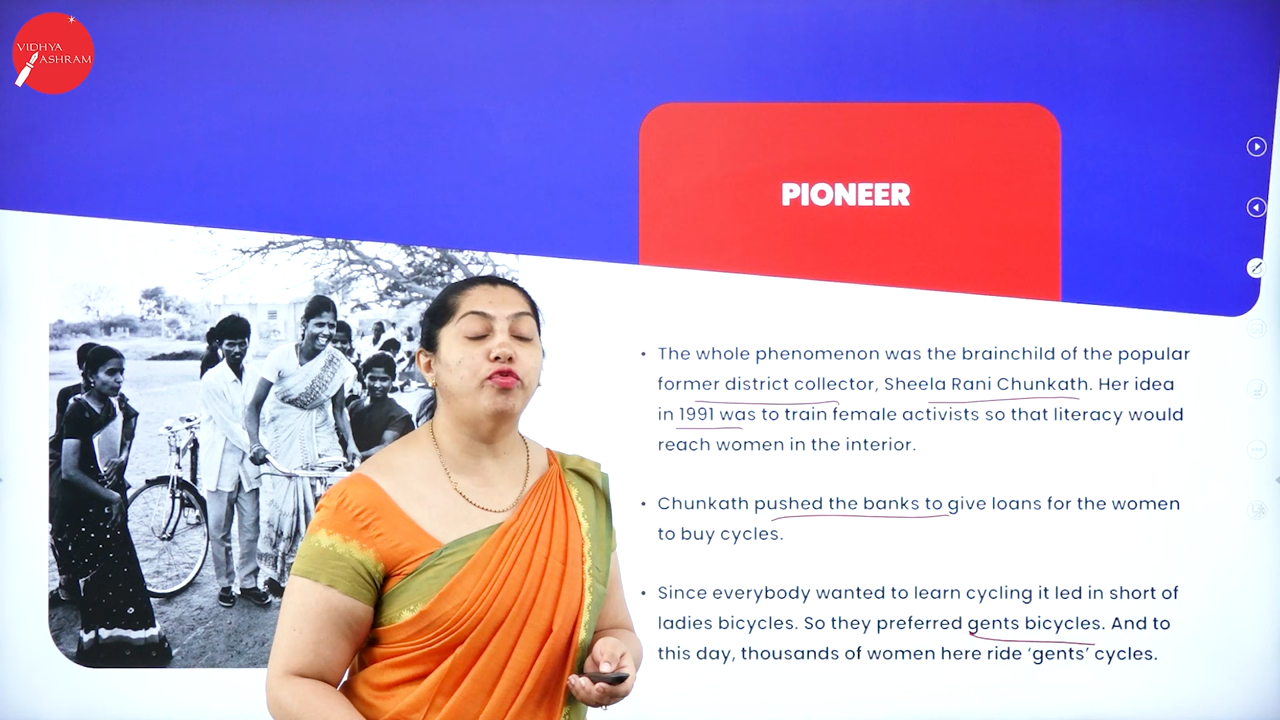 VIDHYA
ASHRAM
PIONEER
• The whole phenomenon was the brainchild of the popular
former district collector, Sheela Rani Chunkath. Her idea
in 1991 was to train female activists so that literacy would
reach women in the interior.
• Chunkath pushed the banks to give loans for the women
to buy cycles.
• Since everybody wanted to learn cycling it led in short of
ladies bicycles. So they preferred gents bicycles. And to
this day, thousands of women here ride ‘gents’ cycles.